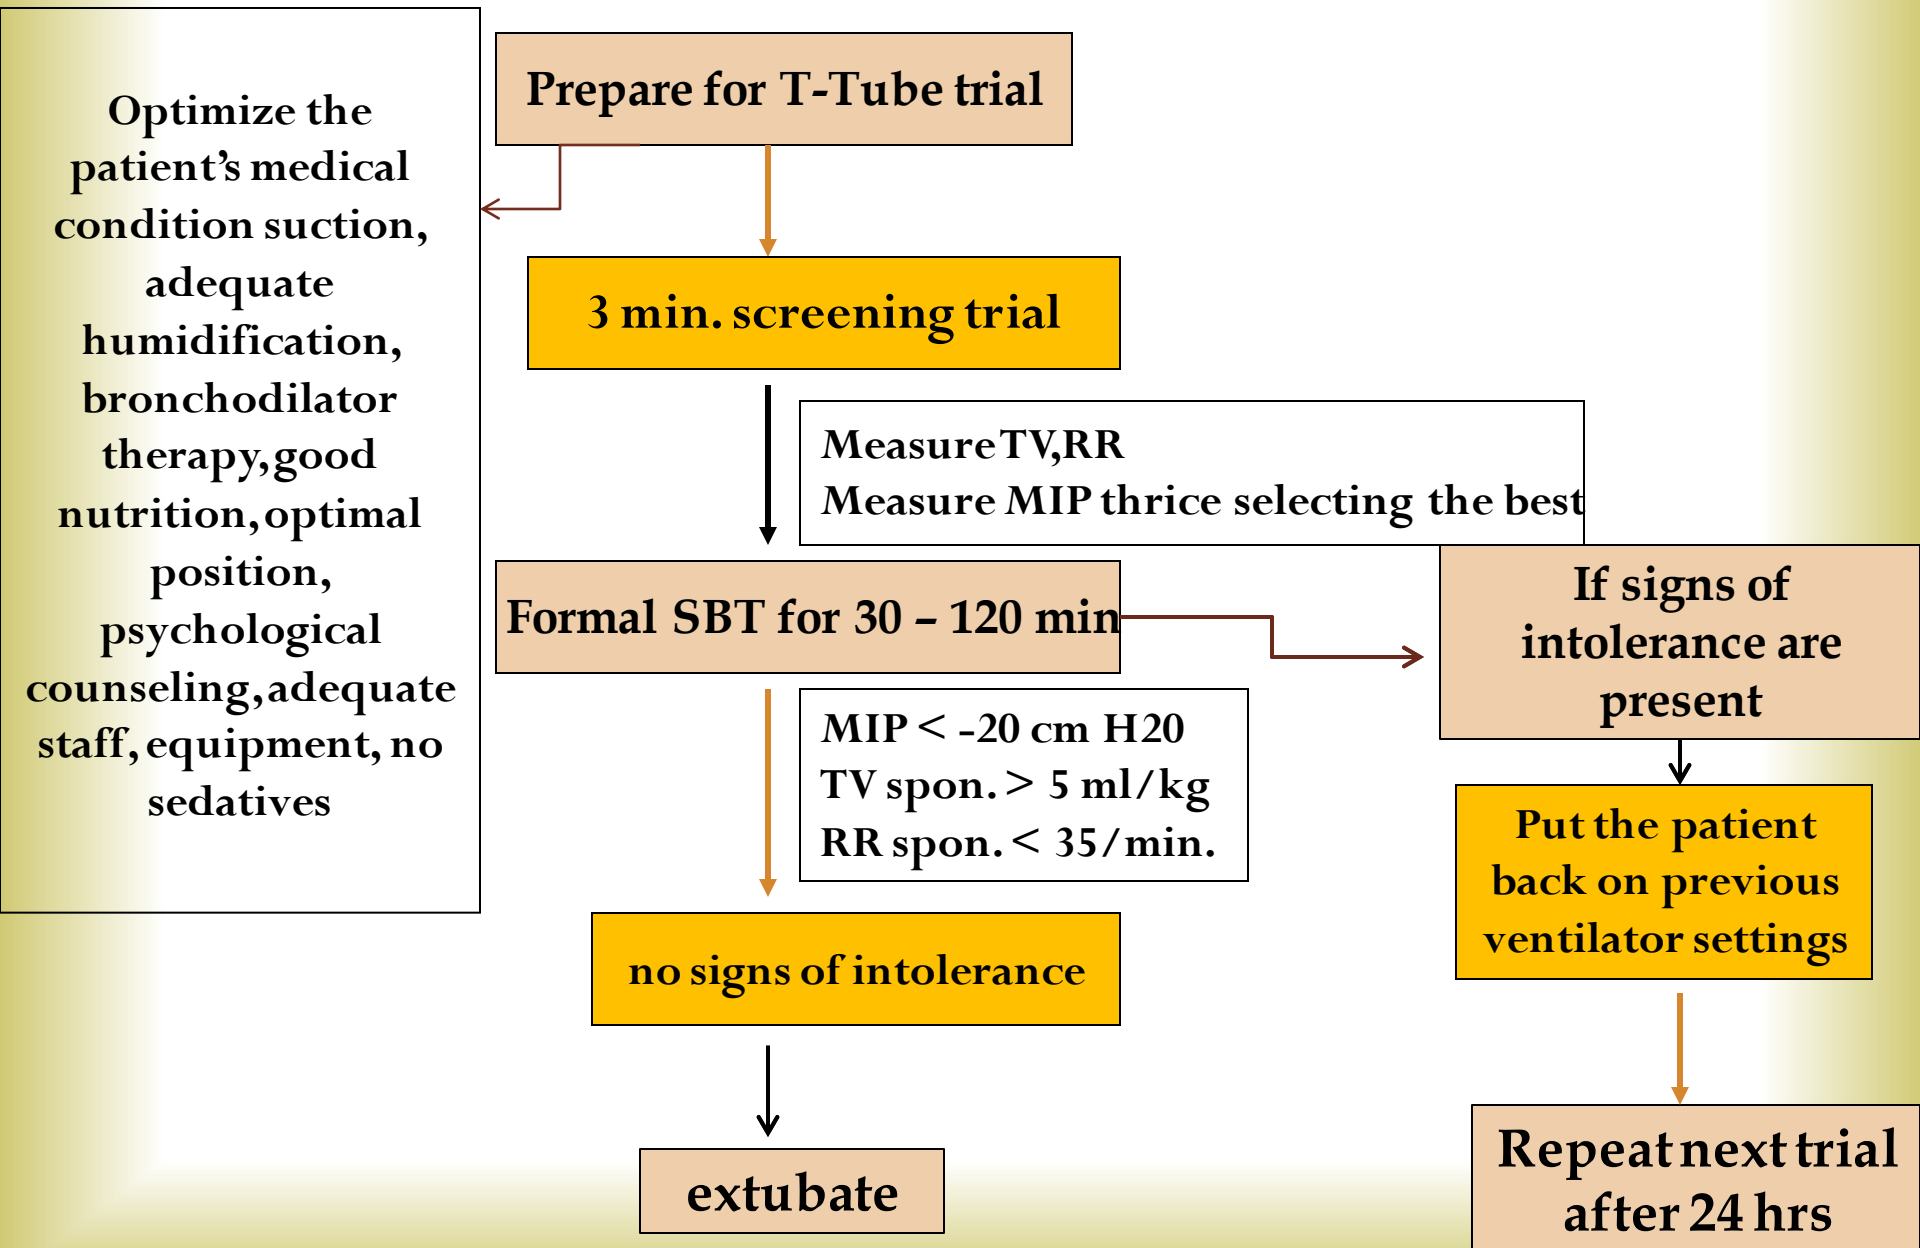 Prepare for T-Tube trial
Optimize the
patient’s medical
condition suction,
adequate
humidification,
bronchodilator
therapy, good
nutrition, optimal
position,
psychological
counseling, adequate
staff, equipment, no
sedatives
3 min. screening trial
Measure TV,RR
Measure MIP thrice selecting the best
Formal SBT for 30 – 120 min
If signs of
intolerance are
present
MIP < -20 cm H20
TV spon. > 5 ml/kg
RR spon. < 35/min.
Put the patient
back on previous
ventilator settings
no signs of intolerance
extubate
Repeat next trial
after 24 hrs